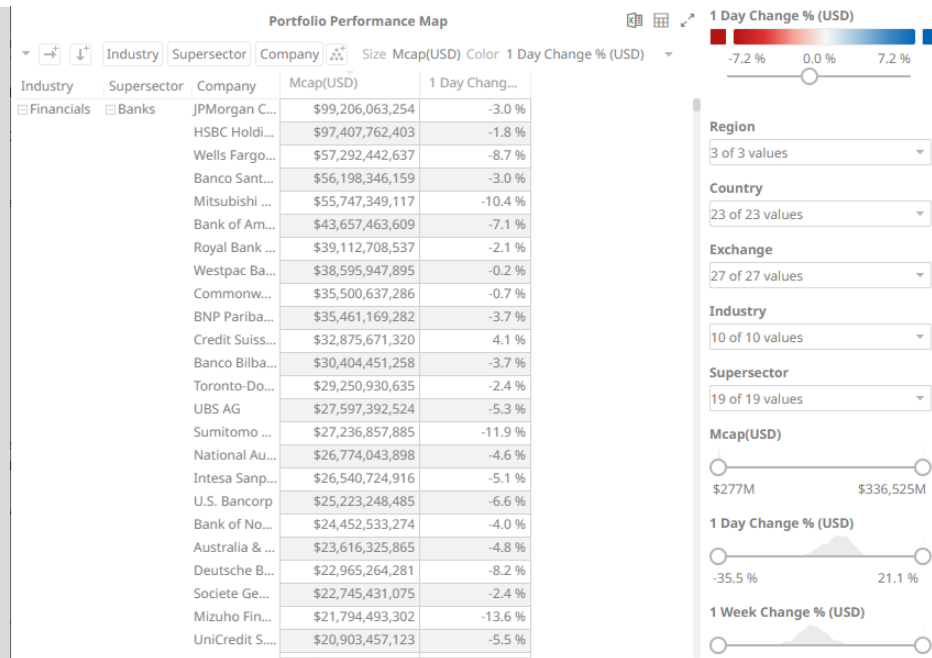 Portfolio Performance Map
Industry Supersector Company Size Mcap(USD) Color 1 Day Change % (USD)
Industry Supersector Company Mcap(USD) 1 Day Chang...
Financials Banks JPMorgan C... $99,206,063,254 -3.0 %
HSBC Holdi... $97,407,762,403 -1.8 %
Wells Fargo... $57,292,442,637 -8.7 %
Banco Sant... $56,198,346,159 -3.0 %
Mitsubishi ... $55,747,349,117 -10.4 %
Bank of Am... $43,657,463,609 -7.1 %
Royal Bank ... $39,112,708,537 -2.1 %
Westpac Ba... $38,595,947,895 -0.2 %
Commonw... $35,500,637,286 -0.7 %
BNP Pariba... $35,461,169,282 -3.7 %
Credit Suiss... $32,875,671,320 4.1 %
Banco Bilba... $30,404,451,258 -3.7 %
Toronto-Do... $29,250,930,635 -2.4 %
UBS AG $27,597,392,524 -5.3 %
Sumitomo ... $27,236,857,885 -11.9 %
National Au... $26,774,043,898 -4.6 %
Intesa Sanp... $26,540,724,916 -5.1 %
U.S. Bancorp $25,223,248,485 -6.6 %
Bank of No... $24,452,533,274 -4.0 %
Australia & ... $23,616,325,865 -4.8 %
Deutsche B... $22,965,264,281 -8.2 %
Societe Ge... $22,745,431,075 -2.4 %
Mizuho Fin... $21,794,493,302 -13.6 %
UniCredit S.... $20,903,457,123 -5.5 %
1 Day Change % (USD)
-7.2 % 0.0 % 7.2 %
Region
3 of 3 values
Country
23 of 23 values
Exchange
27 of 27 values
Industry
10 of 10 values
Supersector
19 of 19 values
Mcap(USD)
$277M $336,525M
1 Day Change % (USD)
-35.5 % 21.1 %
1 Week Change % (USD)